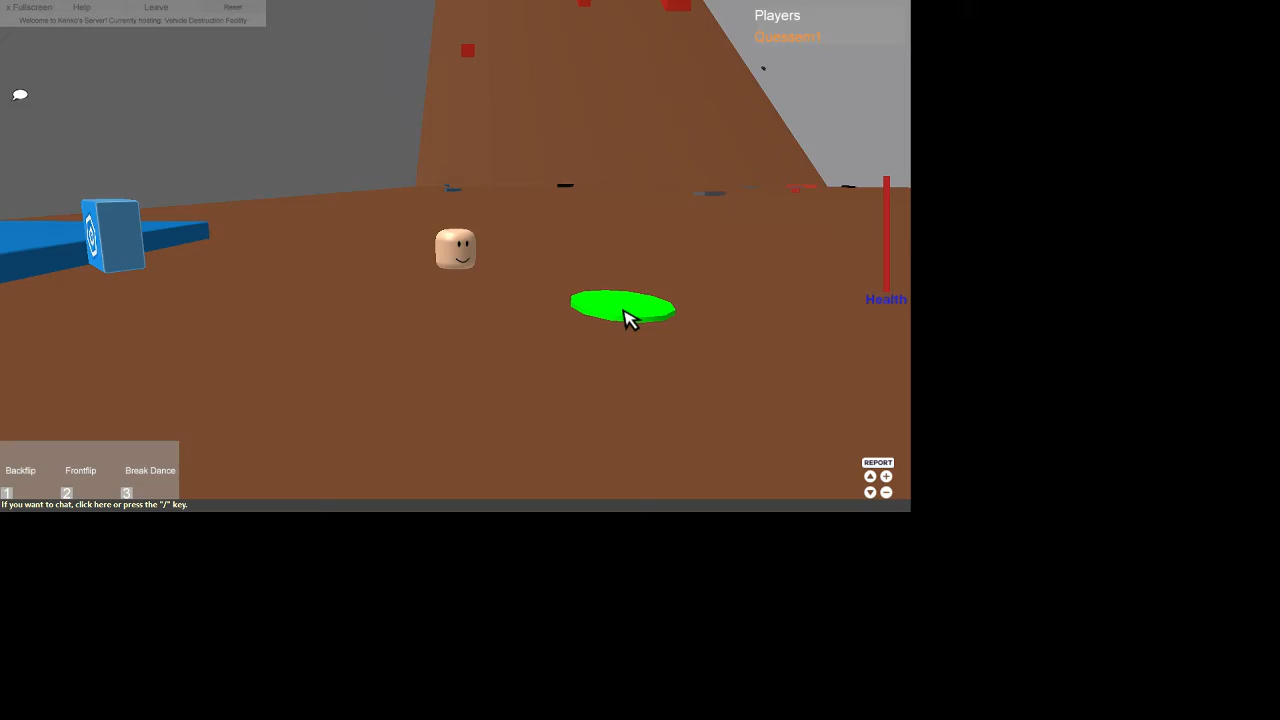 x Fullscreen Help Leave Reset
Welcome to Kenko's Server! Currently hosting: Vehicle Destruction Facility
Players
Quessem1
Health
Backflip Frontflip Break Dance
1 2 3
REPORT
If you want to chat, click here or press the "/" key.